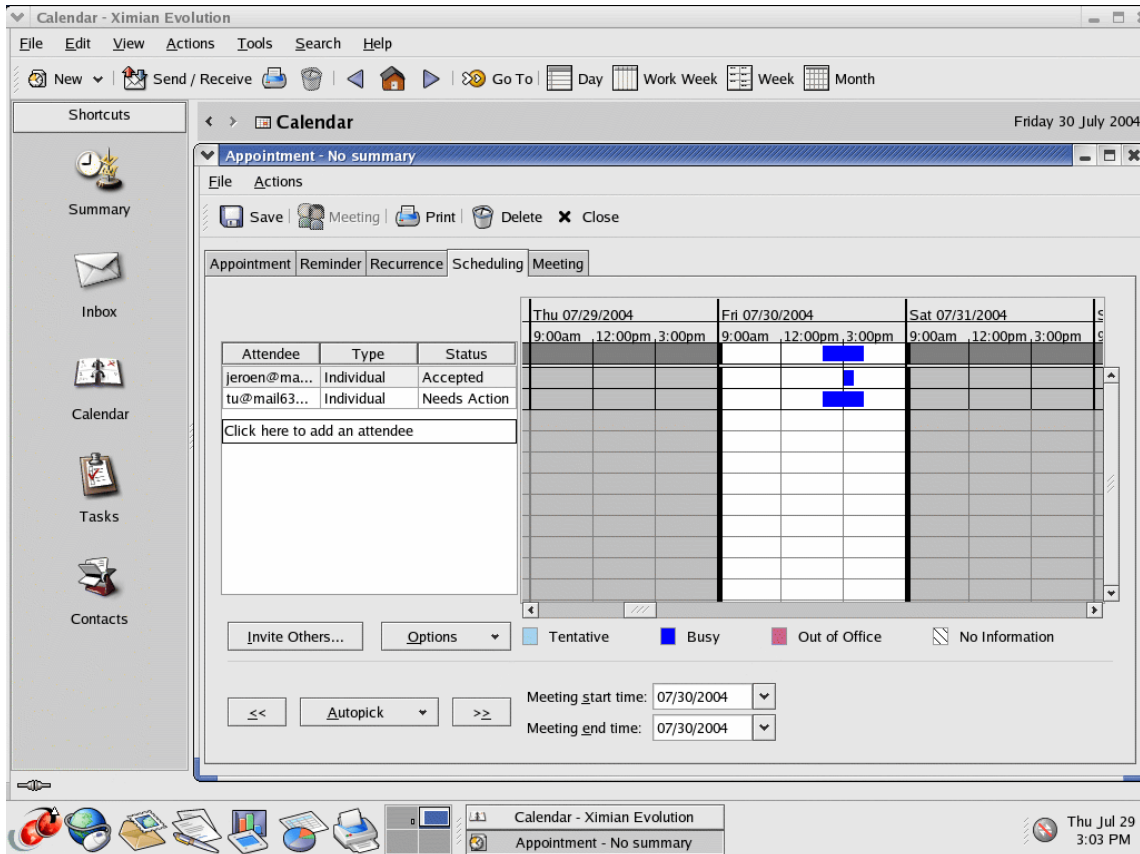 Calendar - Ximian Evolution
File Edit View Actions Tools Search Help
New Send / Receive Go To Day Work Week Week Month
Shortcuts
Calendar Friday 30 July 2004
Appointment - No summary
File Actions
Summary
Save Meeting Print Delete Close
Appointment Reminder Recurrence Scheduling Meeting
Inbox
Thu 07/29/2004 Fri 07/30/2004 Sat 07/31/2004 S
9:00am 12:00pm 3:00pm 9:00am 12:00pm 3:00pm 9:00am 12:00pm 3:00pm 9
Attendee Type Status
jeroen@ma... Individual Accepted
tu@mail63... Individual Needs Action
Calendar
Click here to add an attendee
Tasks
Contacts
Invite Others... Options Tentative Busy Out of Office No Information
<< Autopick >>
Meeting start time: 07/30/2004
Meeting end time: 07/30/2004
Calendar - Ximian Evolution
Appointment - No summary
Thu Jul 29
3:03 PM